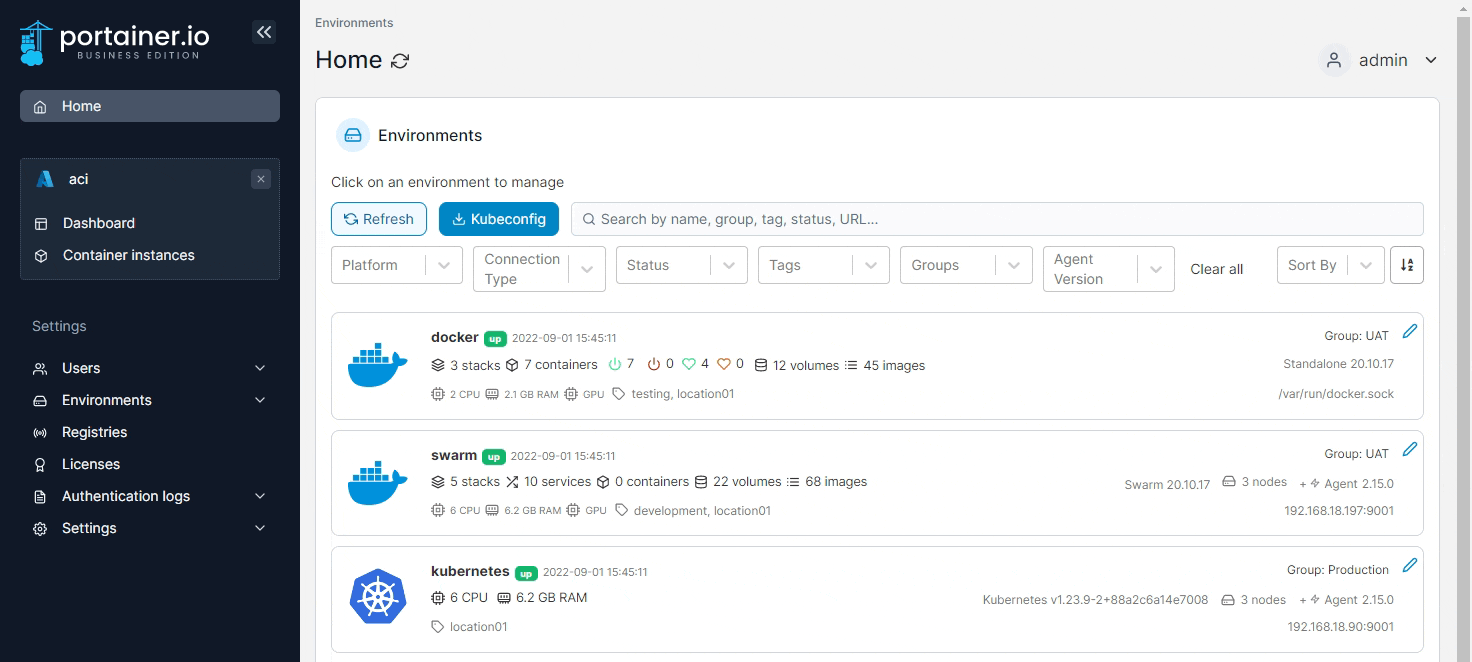 portainer.io
BUSINESS EDITION
Home
aci
Dashboard
Container instances
Settings
Users
Environments
Registries
Licenses
Authentication logs
Settings
Environments
Home
admin
Environments
Click on an environment to manage
Refresh
Kubeconfig
Search by name, group, tag, status, URL...
Platform
Connection
Type
Status
Tags
Groups
Agent
Version
Clear all
Sort By
docker up 2022-09-01 15:45:11
Group: UAT
3 stacks 7 containers 7 0 4 0 12 volumes 45 images
Standalone 20.10.17
2 CPU 2.1 GB RAM GPU testing, location01
/var/run/docker.sock
swarm up 2022-09-01 15:45:11
Group: UAT
5 stacks 10 services 0 containers 22 volumes 68 images
Swarm 20.10.17 3 nodes + Agent 2.15.0
6 CPU 6.2 GB RAM GPU development, location01
192.168.18.197:9001
kubernetes up 2022-09-01 15:45:11
Group: Production
6 CPU 6.2 GB RAM
Kubernetes v1.23.9-2+88a2c6a14e7008 3 nodes + Agent 2.15.0
location01
192.168.18.90:9001